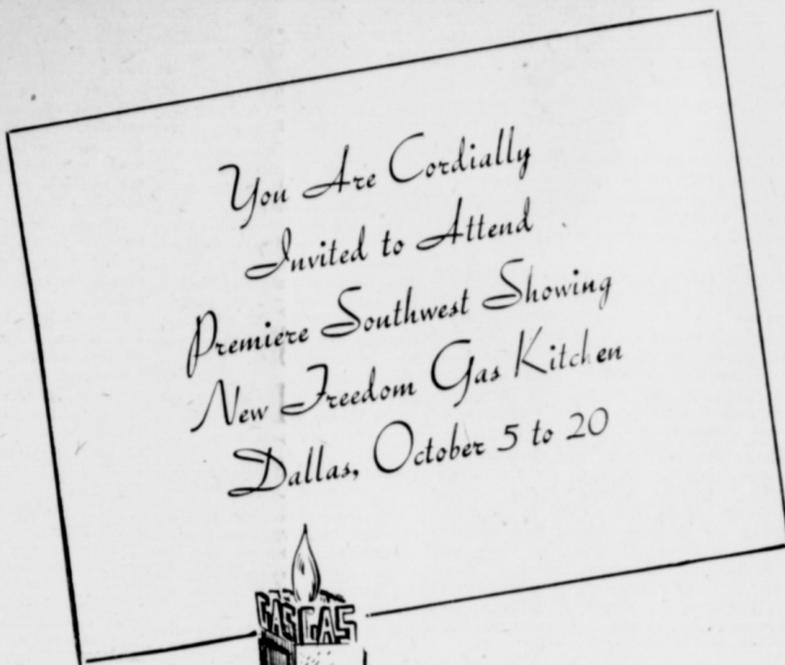 You Are Cordially
Invited to Attend
Premiere Southwest Showing
New Freedom Gas Kitchen
Dallas, October 5 to 20
GAS GAS